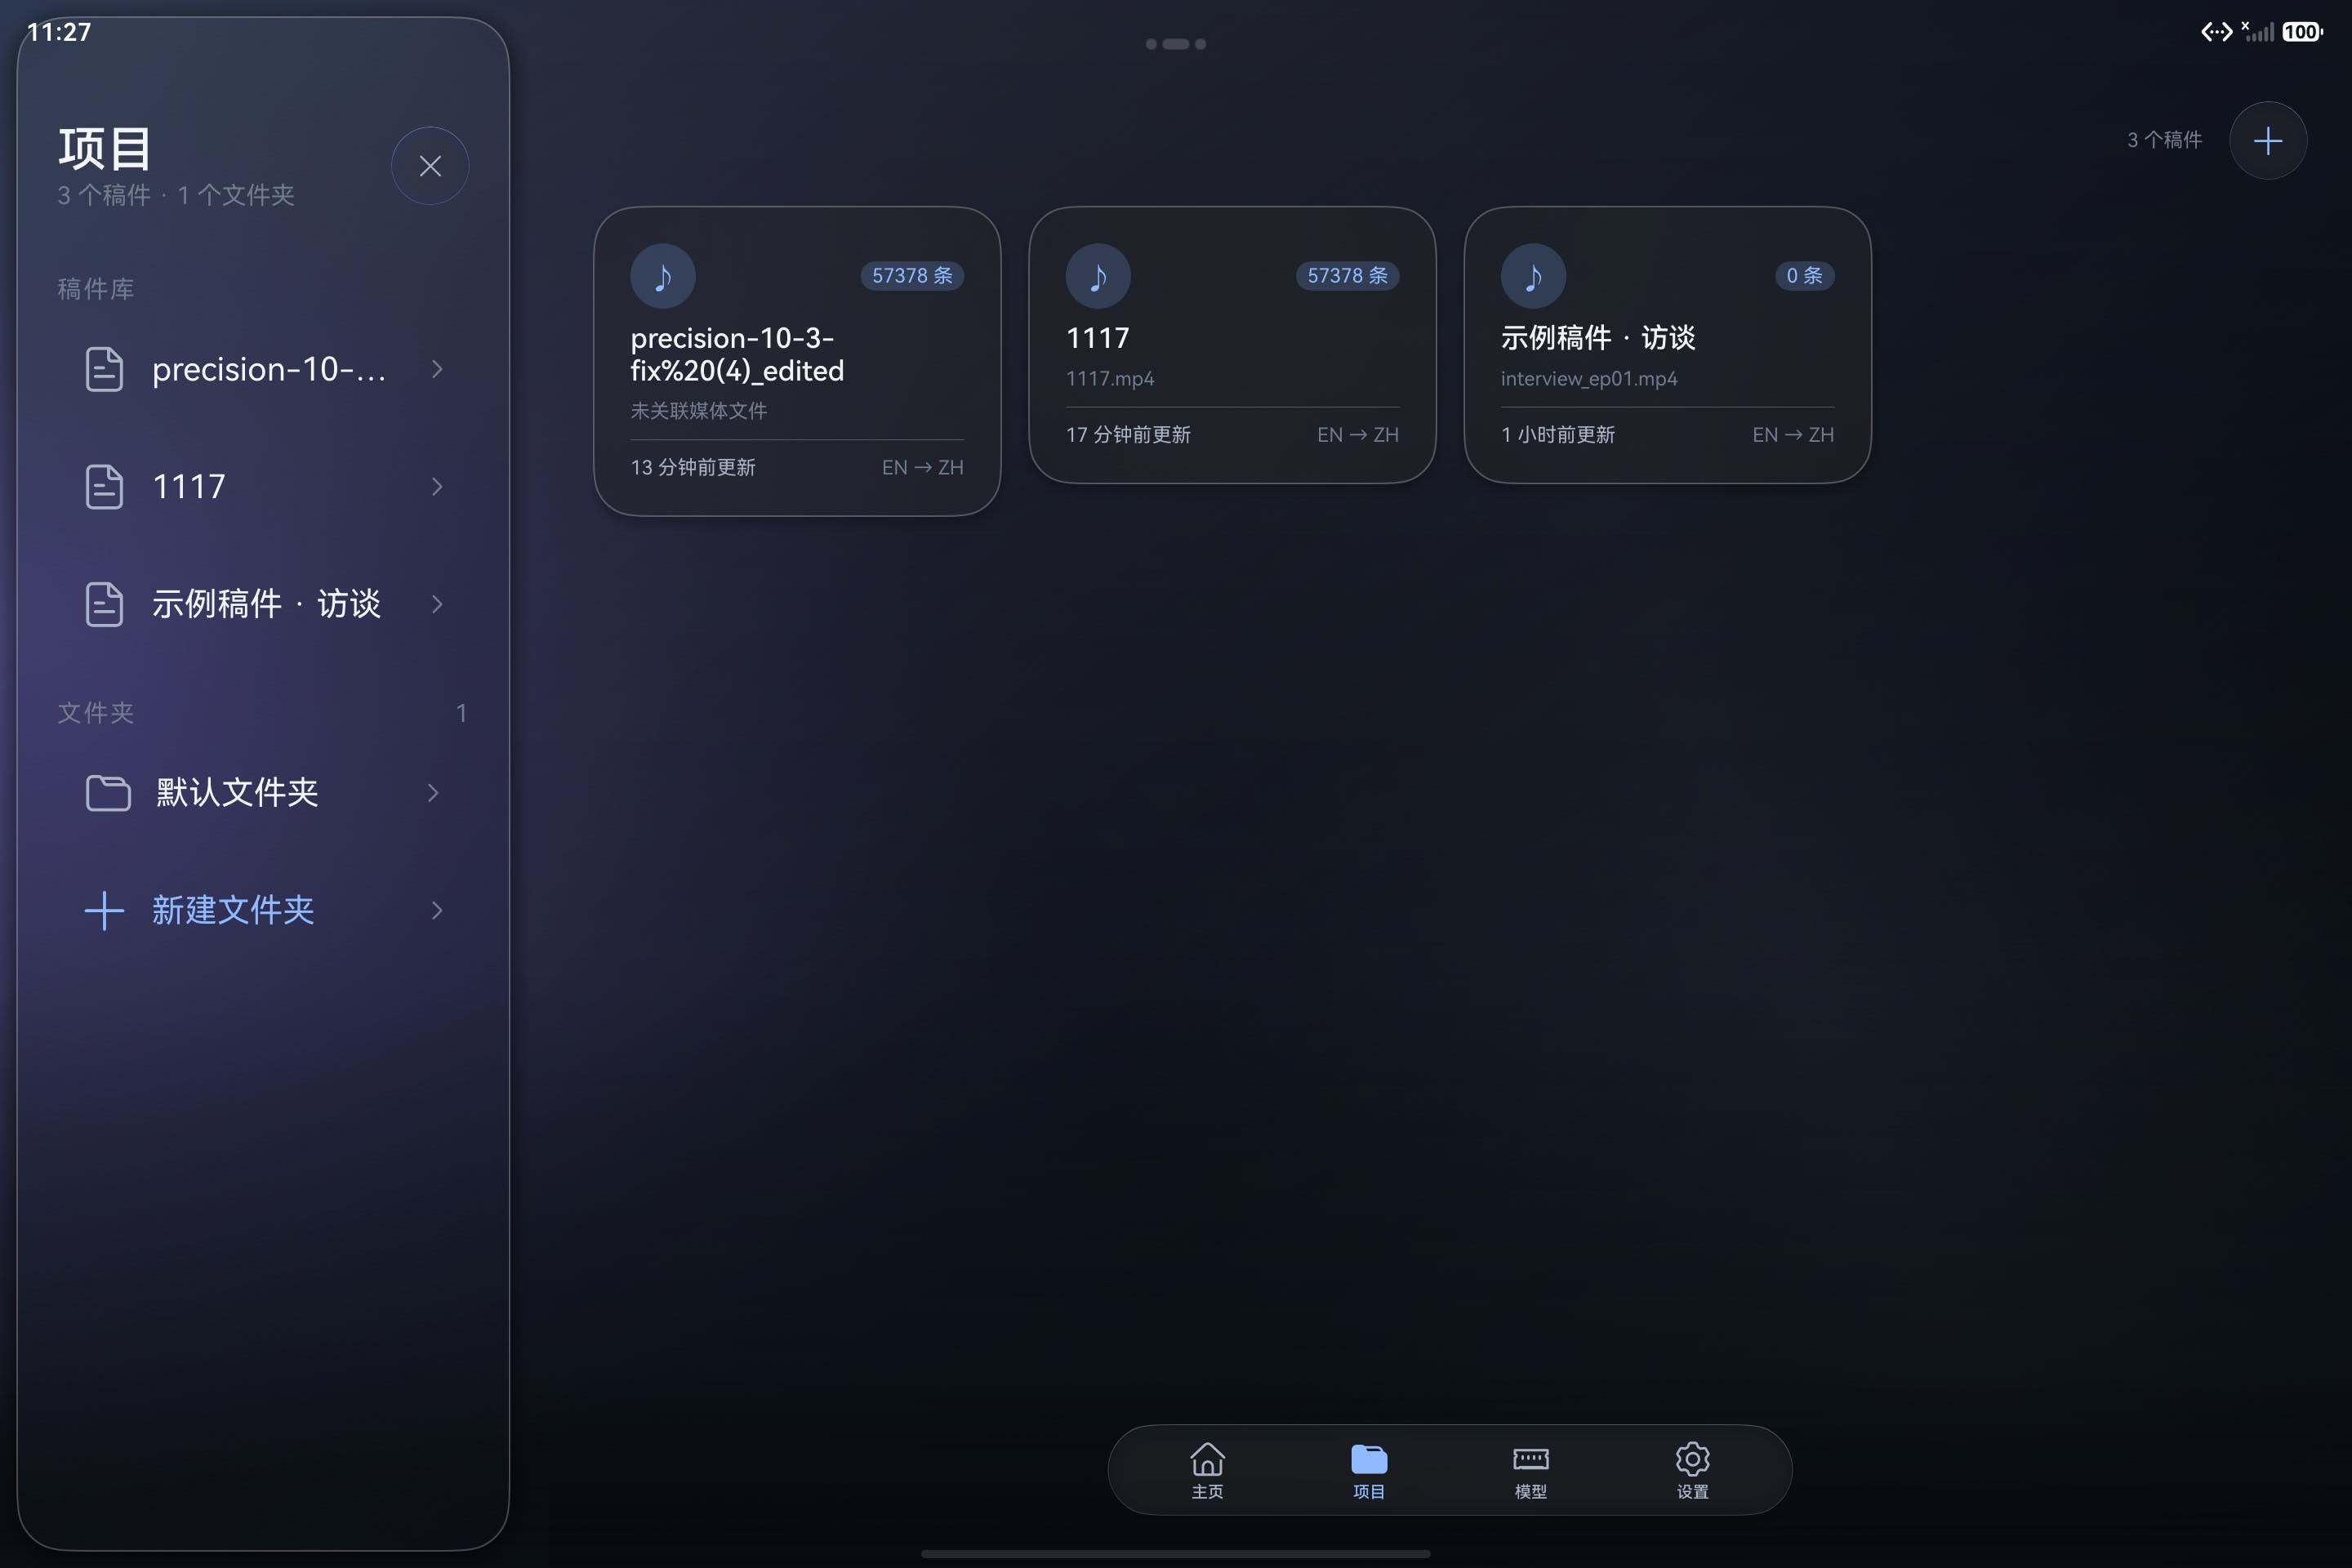 11:27
100
项目
3 个稿件 · 1 个文件夹
稿件库
precision-10-...
1117
示例稿件 · 访谈
文件夹
1
默认文件夹
新建文件夹
3 个稿件
57378 条
precision-10-3-
fix%20(4)_edited
未关联媒体文件
13 分钟前更新
EN → ZH
57378 条
1117
1117.mp4
17 分钟前更新
EN → ZH
0 条
示例稿件 · 访谈
interview_ep01.mp4
1 小时前更新
EN → ZH
主页
项目
模型
设置